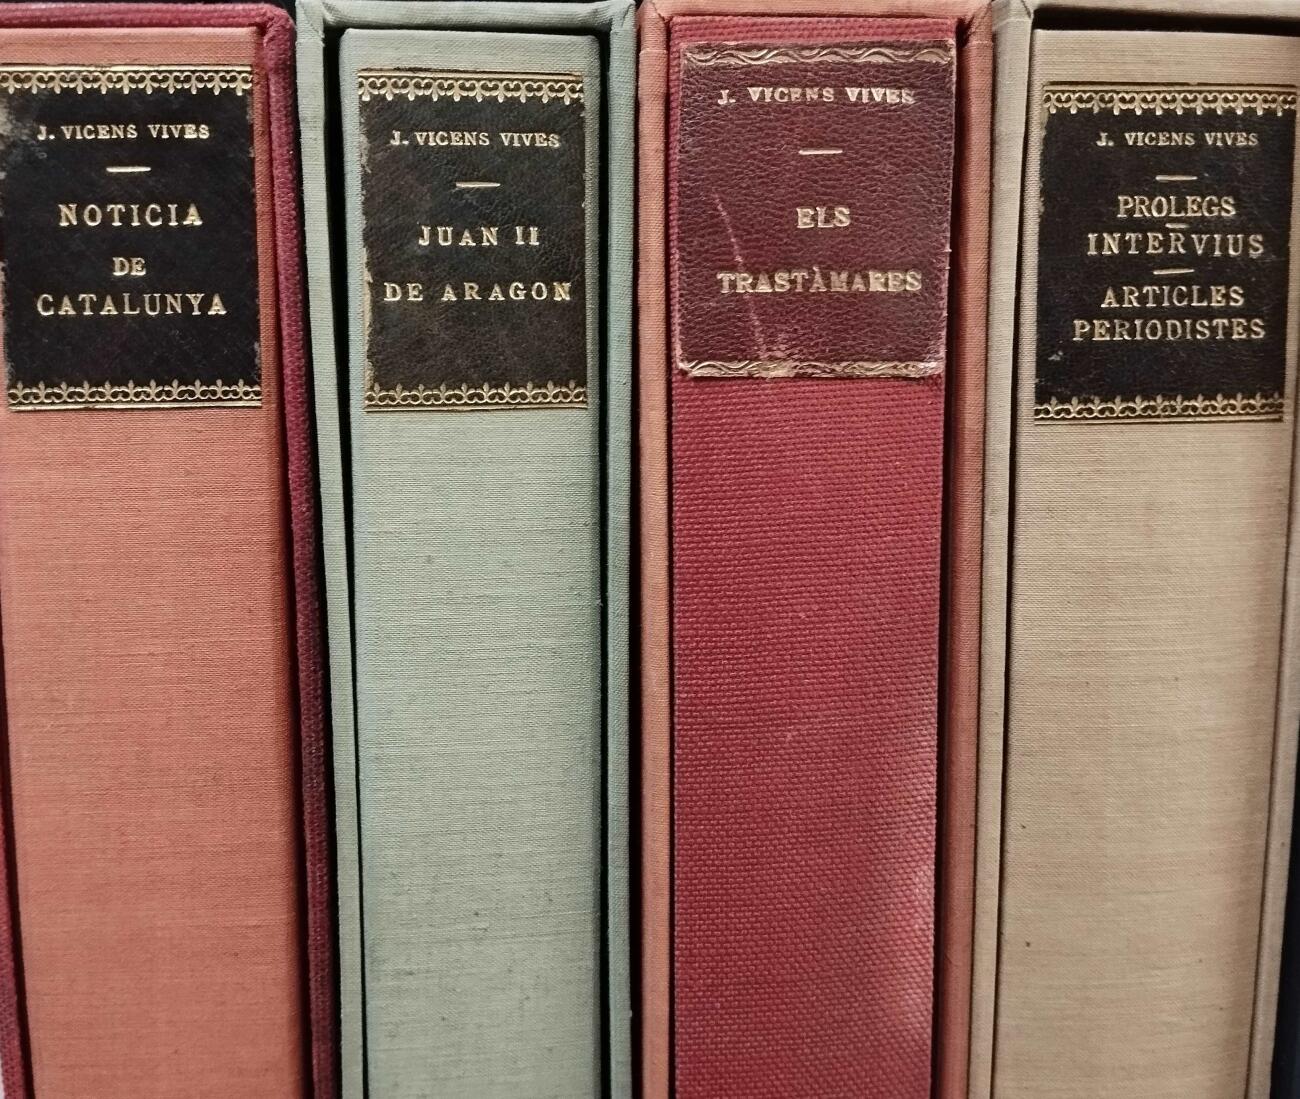 J. VICENS VIVES
NOTICIA
DE
CATALUNYA
J. VICENS VIVES
JUAN II
DE ARAGON
J. VICENS VIVES
ELS
TRASTÀMARES
J. VICENS VIVES
PROLEGS
INTERVIUS
ARTICLES
PERIODISTES